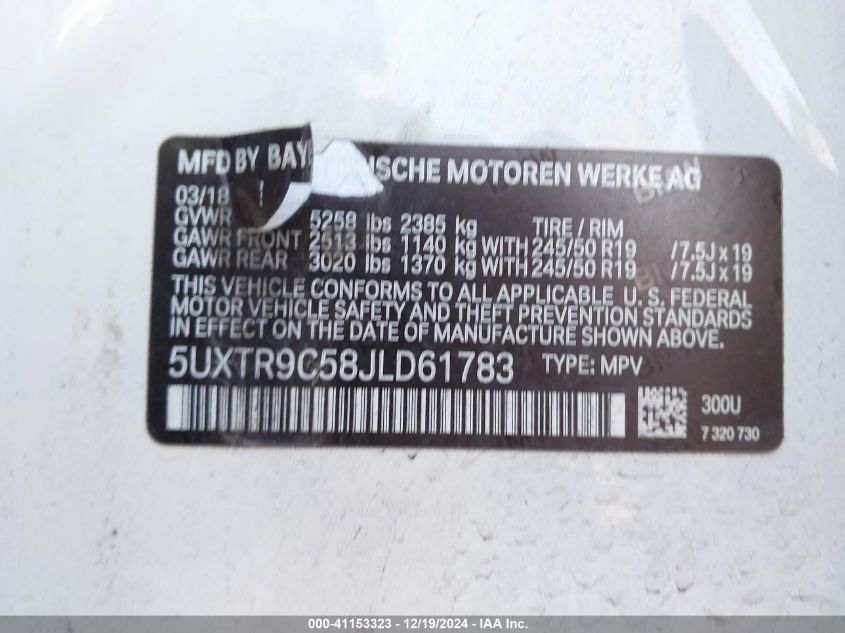 MFD BY BAYE ISCHE MOTOREN WERKE AG
03/18
GVWR 5258 lbs 2385 kg TIRE / RIM
GAWR FRONT 2513 lbs 1140 kg WITH 245/50 R19 /7.5J x 19
GAWR REAR 3020 lbs 1370 kg WITH 245/50 R19 /7.5J x 19
THIS VEHICLE CONFORMS TO ALL APPLICABLE U. S. FEDERAL
MOTOR VEHICLE SAFETY AND THEFT PREVENTION STANDARDS
IN EFFECT ON THE DATE OF MANUFACTURE SHOWN ABOVE.
5UXTR9C58JLD61783 TYPE: MPV
300U
7 320 730
000-41153323 - 12/19/2024 - IAA Inc.